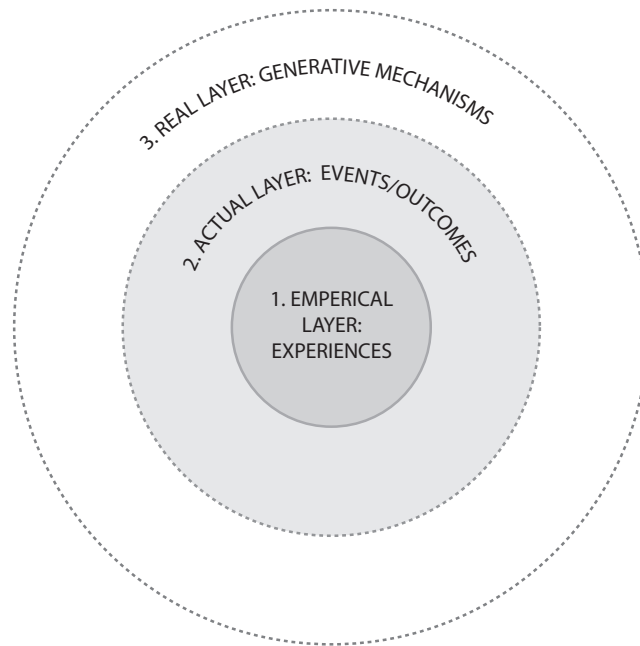 3. REAL LAYER: GENERATIVE MECHANISMS
2. ACTUAL LAYER: EVENTS/OUTCOMES
1. EMPERICAL
LAYER:
EXPERIENCES